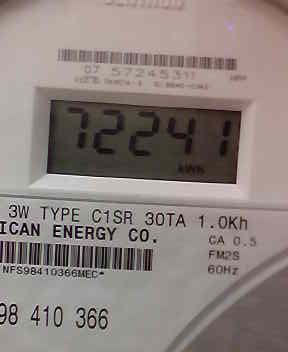 07 57245311
72241
kWh
3W TYPE C1SR 30TA 1.0Kh
ICAN ENERGY CO.
CA 0.5
FM2S
60Hz
NFS98410366MEC*
98 410 366